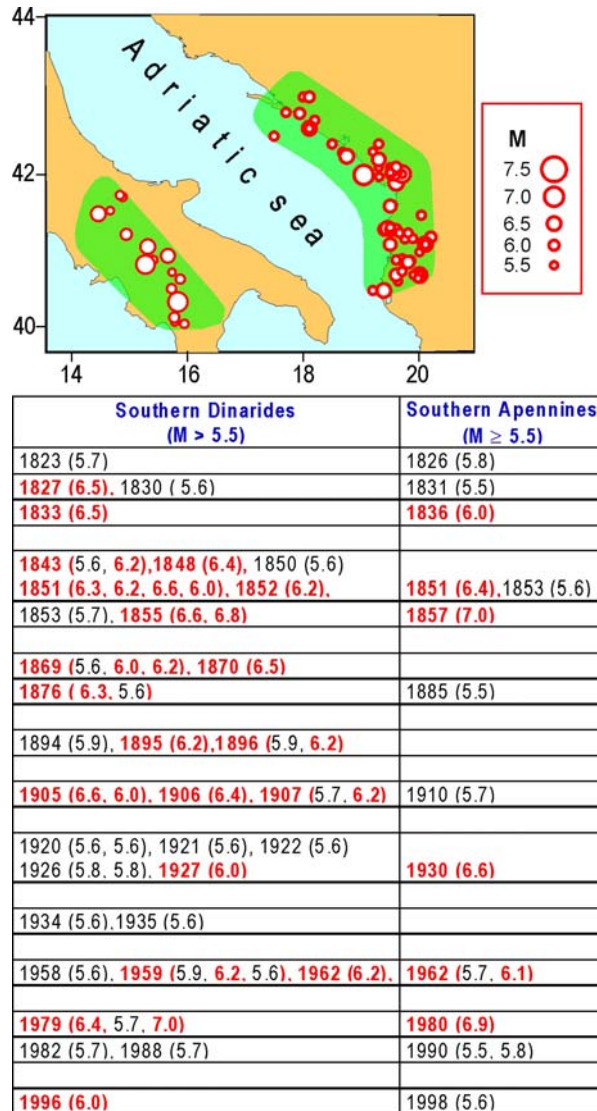 44
42
40
14 16 18 20
Adriatic sea
M
7.5
7.0
6.5
6.0
5.5
Southern Dinarides
(M > 5.5)
Southern Apennines
(M ≥ 5.5)
1823 (5.7) 1826 (5.8)
1827 (6.5), 1830 ( 5.6) 1831 (5.5)
1833 (6.5) 1836 (6.0)
1843 (5.6, 6.2),1848 (6.4), 1850 (5.6)
1851 (6.3, 6.2, 6.6, 6.0), 1852 (6.2), 1851 (6.4),1853 (5.6)
1853 (5.7), 1855 (6.6, 6.8) 1857 (7.0)
1869 (5.6, 6.0, 6.2), 1870 (6.5)
1876 ( 6.3, 5.6) 1885 (5.5)
1894 (5.9), 1895 (6.2),1896 (5.9, 6.2)
1905 (6.6, 6.0), 1906 (6.4), 1907 (5.7, 6.2) 1910 (5.7)
1920 (5.6, 5.6), 1921 (5.6), 1922 (5.6)
1926 (5.8, 5.8), 1927 (6.0) 1930 (6.6)
1934 (5.6),1935 (5.6)
1958 (5.6), 1959 (5.9, 6.2, 5.6), 1962 (6.2), 1962 (5.7, 6.1)
1979 (6.4, 5.7, 7.0) 1980 (6.9)
1982 (5.7), 1988 (5.7) 1990 (5.5, 5.8)
1996 (6.0) 1998 (5.6)